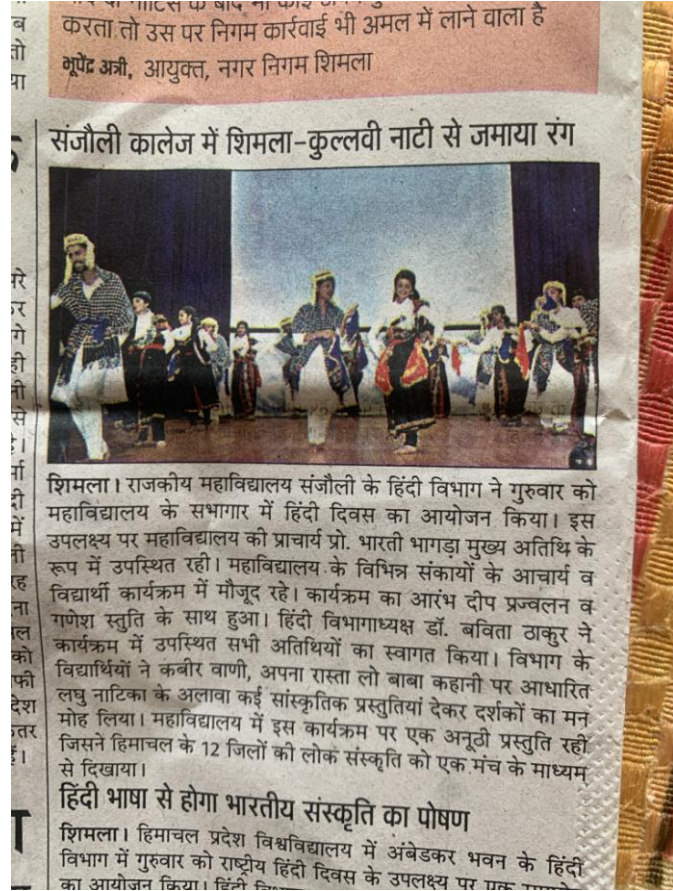 के बाद भी कोई
करता तो उस पर निगम कार्रवाई भी अमल में लाने वाला है
भूपेंद्र अत्री, आयुक्त, नगर निगम शिमला
संजौली कालेज में शिमला-कुल्लवी नाटी से जमाया रंग
शिमला। राजकीय महाविद्यालय संजौली के हिंदी विभाग ने गुरुवार को
महाविद्यालय के सभागार में हिंदी दिवस का आयोजन किया। इस
उपलक्ष्य पर महाविद्यालय की प्राचार्य प्रो. भारती भागड़ा मुख्य अतिथि के
रूप में उपस्थित रही। महाविद्यालय के विभिन्न संकायों के आचार्य व
विद्यार्थी कार्यक्रम में मौजूद रहे। कार्यक्रम का आरंभ दीप प्रज्वलन व
गणेश स्तुति के साथ हुआ। हिंदी विभागाध्यक्ष डॉ. बविता ठाकुर ने
कार्यक्रम में उपस्थित सभी अतिथियों का स्वागत किया। विभाग के
विद्यार्थियों ने कबीर वाणी, अपना रास्ता लो बाबा कहानी पर आधारित
लघु नाटिका के अलावा कई सांस्कृतिक प्रस्तुतियां देकर दर्शकों का मन
मोह लिया। महाविद्यालय में इस कार्यक्रम पर एक अनूठी प्रस्तुति रही
जिसने हिमाचल के 12 जिलों की लोक संस्कृति को एक मंच के माध्यम
से दिखाया।
हिंदी भाषा से होगा भारतीय संस्कृति का पोषण
शिमला। हिमाचल प्रदेश विश्वविद्यालय में अंबेडकर भवन के हिंदी
विभाग में गुरुवार को राष्ट्रीय हिंदी दिवस के उपलक्ष्य पर एक
का आयोजन किया। हिंदी